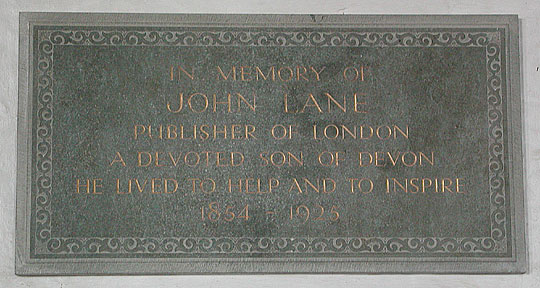 IN MEMORY OF
JOHN LANE
PUBLISHER OF LONDON
A DEVOTED SON OF DEVON
HE LIVED TO HELP AND TO INSPIRE
1854 - 1925